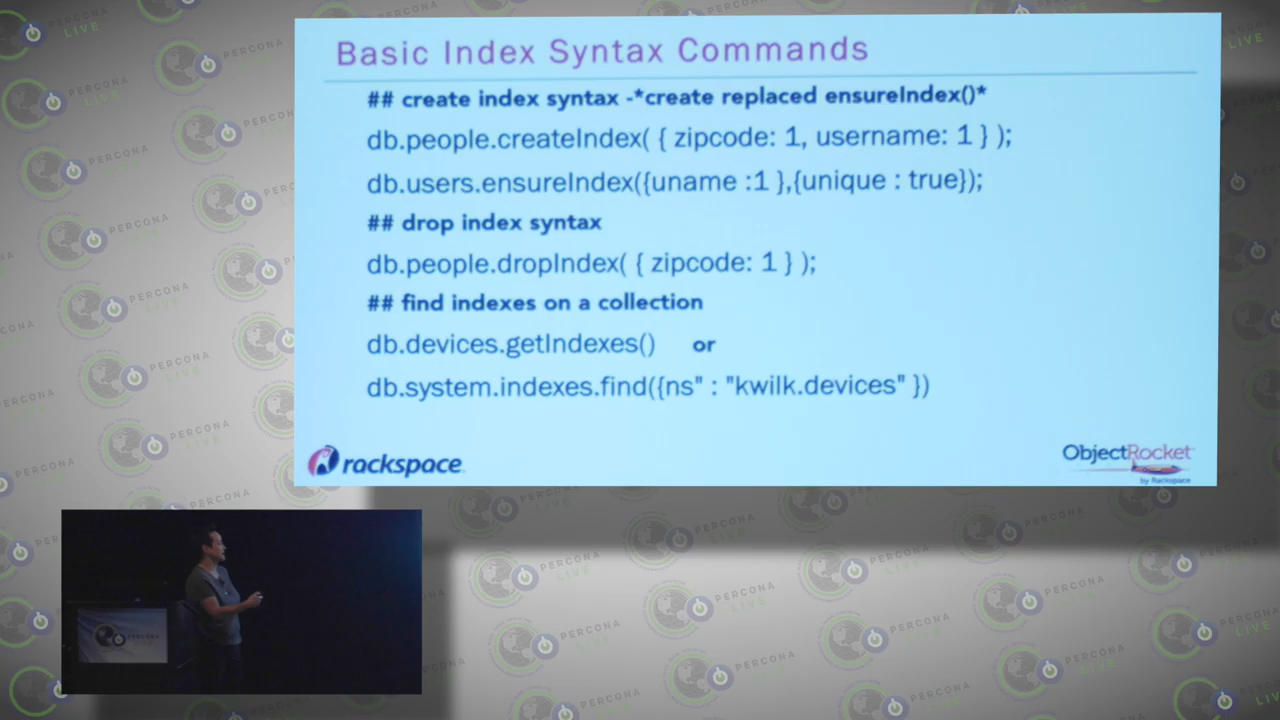 Basic Index Syntax Commands
## create index syntax -*create replaced ensureIndex()*
db.people.createIndex( { zipcode: 1, username: 1 } );
db.users.ensureIndex({uname :1 },{unique : true});
## drop index syntax
db.people.dropIndex( { zipcode: 1 } );
## find indexes on a collection
db.devices.getIndexes() or
db.system.indexes.find({ns" : "kwilk.devices" })
rackspace
ObjectRocket
by Rackspace
PERCONA
LIVE